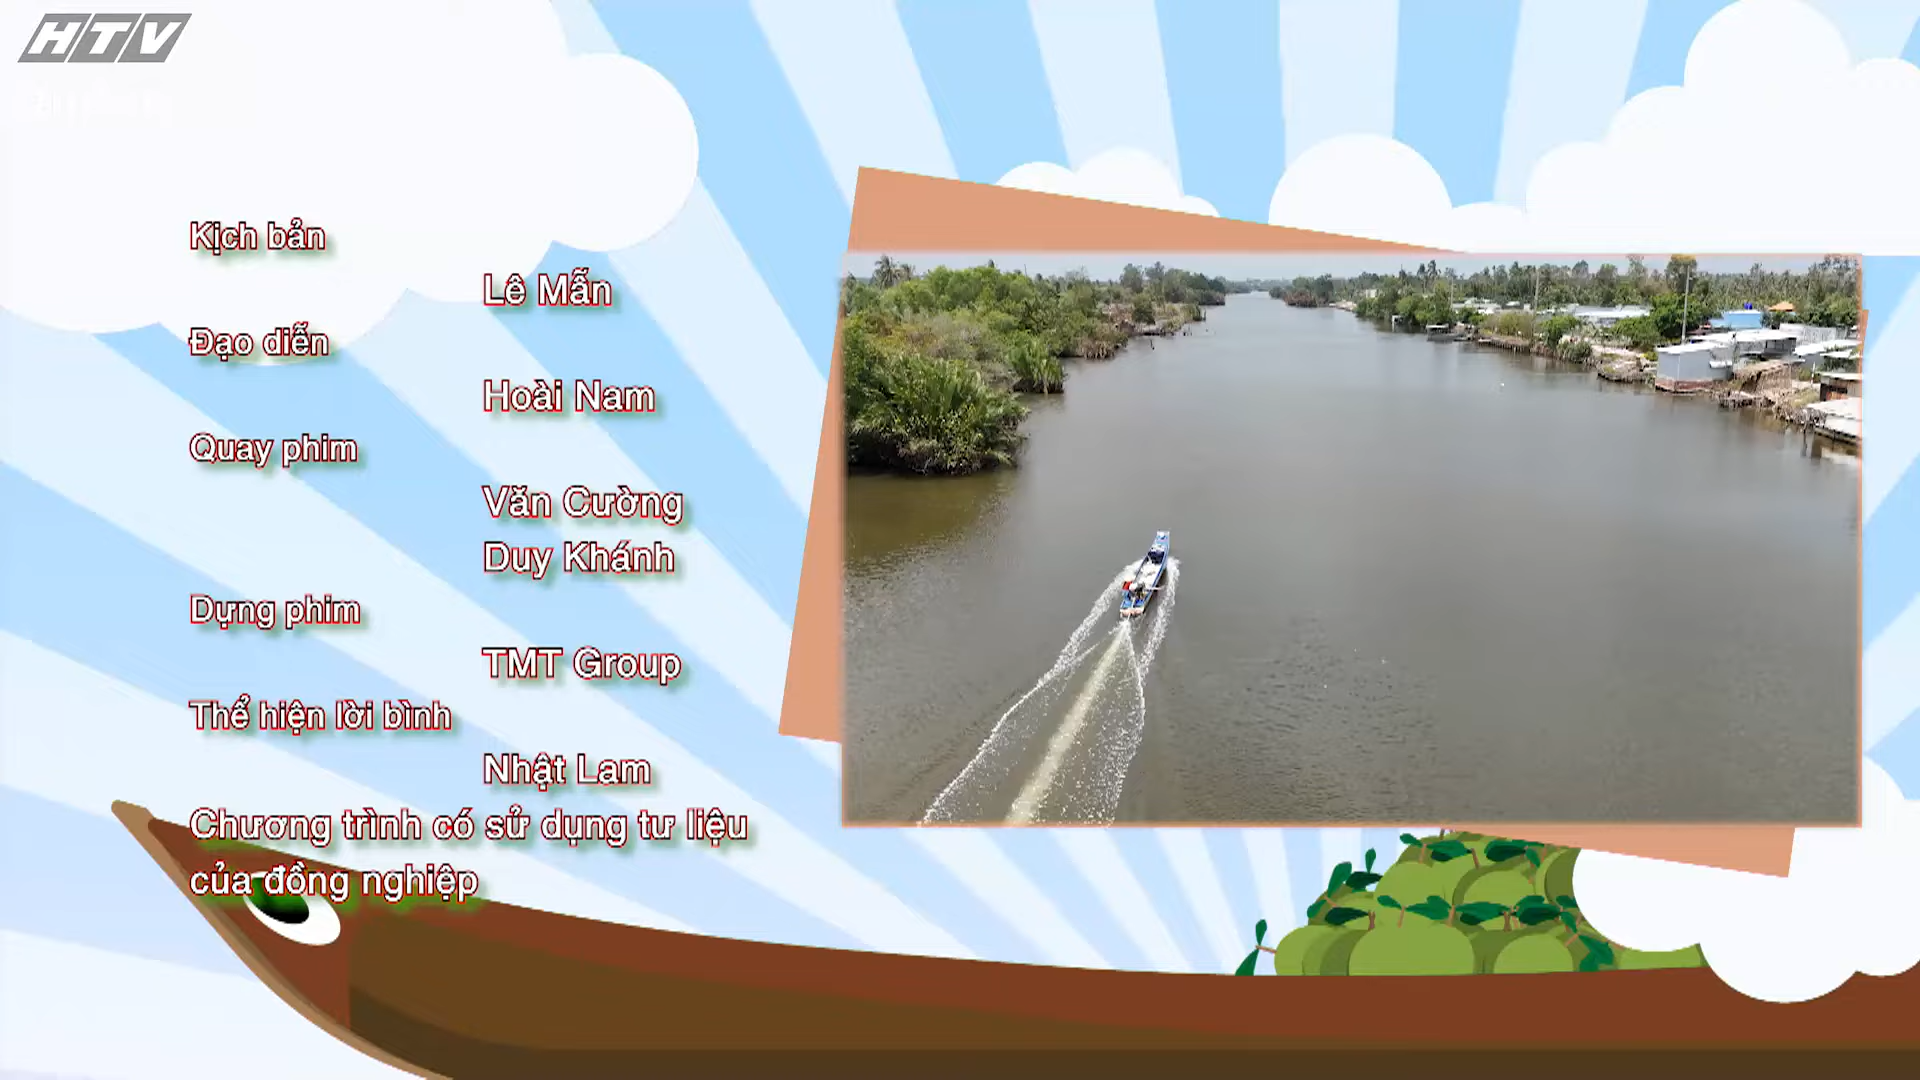 HTV
Kịch bản
Lê Mẫn
Đạo diễn
Hoài Nam
Quay phim
Văn Cường
Duy Khánh
Dựng phim
TMT Group
Thể hiện lời bình
Nhật Lam
Chương trình có sử dụng tư liệu
của đồng nghiệp